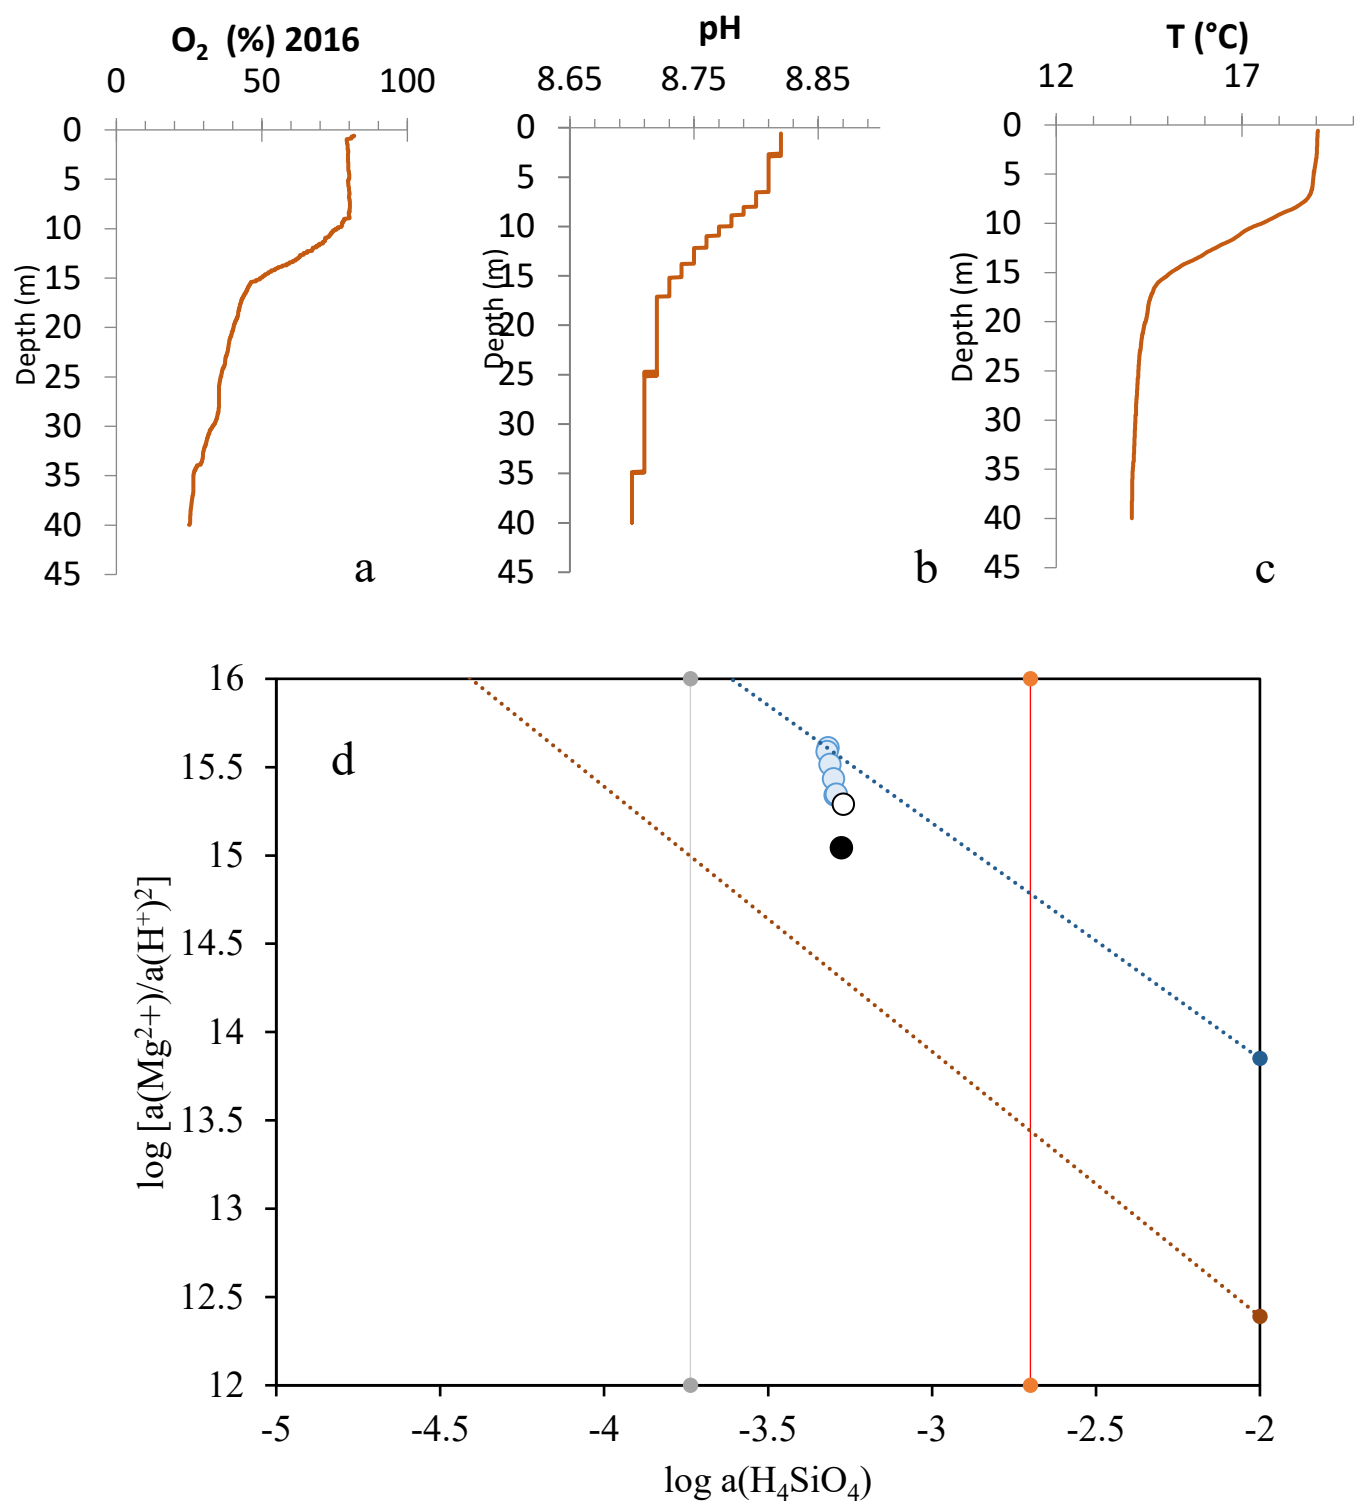 O₂ (%) 2016
0 50 100
0
5
10
15
20
25
30
35
40
45
Depth (m)
a
pH
8.65 8.75 8.85
0
5
10
15
20
25
30
35
40
45
Depth (m)
b
T (°C)
12 17
0
5
10
15
20
25
30
35
40
45
Depth (m)
c
d
16
15.5
15
14.5
14
13.5
13
12.5
12
log [a(Mg²⁺)/a(H⁺)²]
-5 -4.5 -4 -3.5 -3 -2.5 -2
log a(H₄SiO₄)